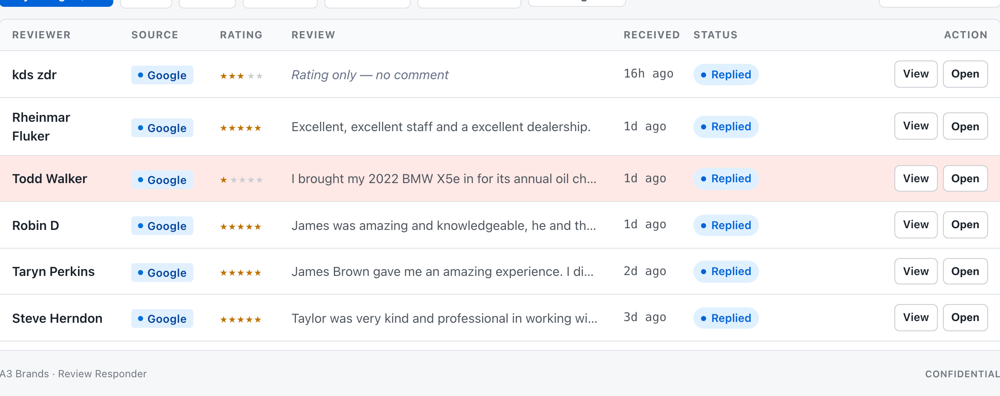 REVIEWER SOURCE RATING REVIEW RECEIVED STATUS ACTION
kds zdr Google ★★★★★ Rating only — no comment 16h ago Replied View Open
Rheinmar
Fluker Google ★★★★★ Excellent, excellent staff and a excellent dealership. 1d ago Replied View Open
Todd Walker Google ★★★★★ I brought my 2022 BMW X5e in for its annual oil ch... 1d ago Replied View Open
Robin D Google ★★★★★ James was amazing and knowledgeable, he and th... 1d ago Replied View Open
Taryn Perkins Google ★★★★★ James Brown gave me an amazing experience. I di... 2d ago Replied View Open
Steve Herndon Google ★★★★★ Taylor was very kind and professional in working wi... 3d ago Replied View Open
A3 Brands · Review Responder CONFIDENTIAL